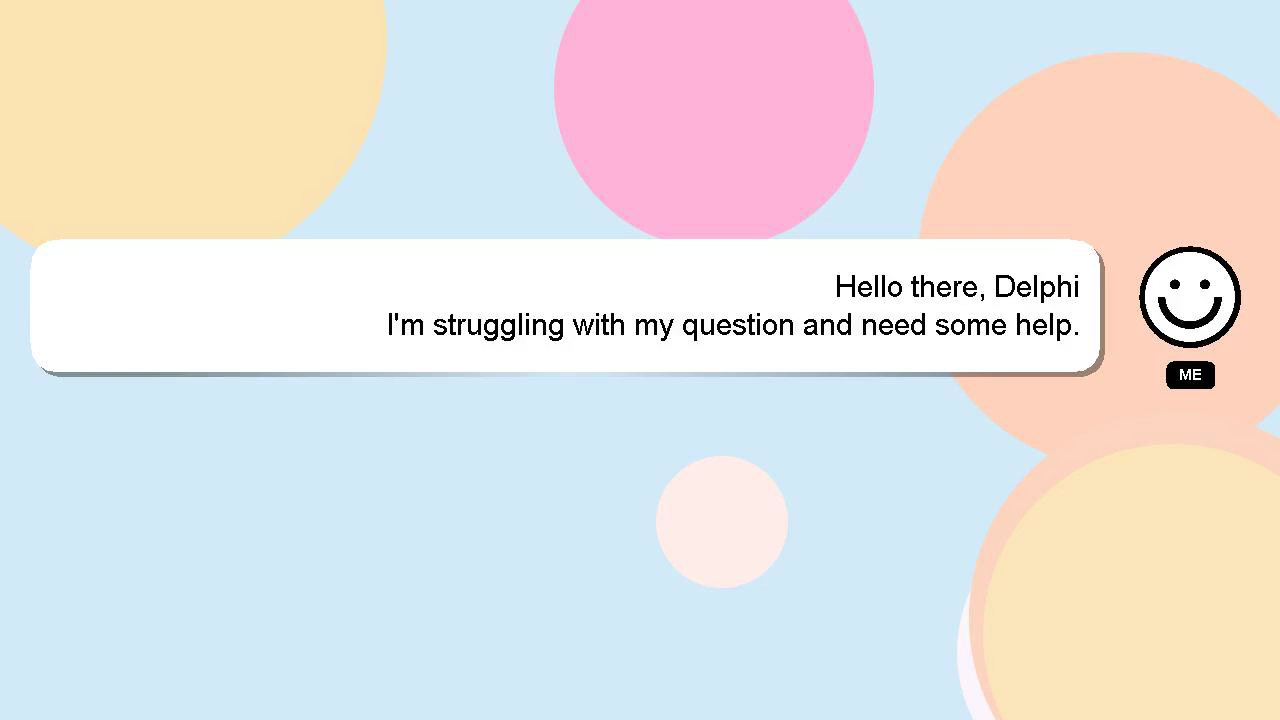 Hello there, Delphi
I'm struggling with my question and need some help.
ME